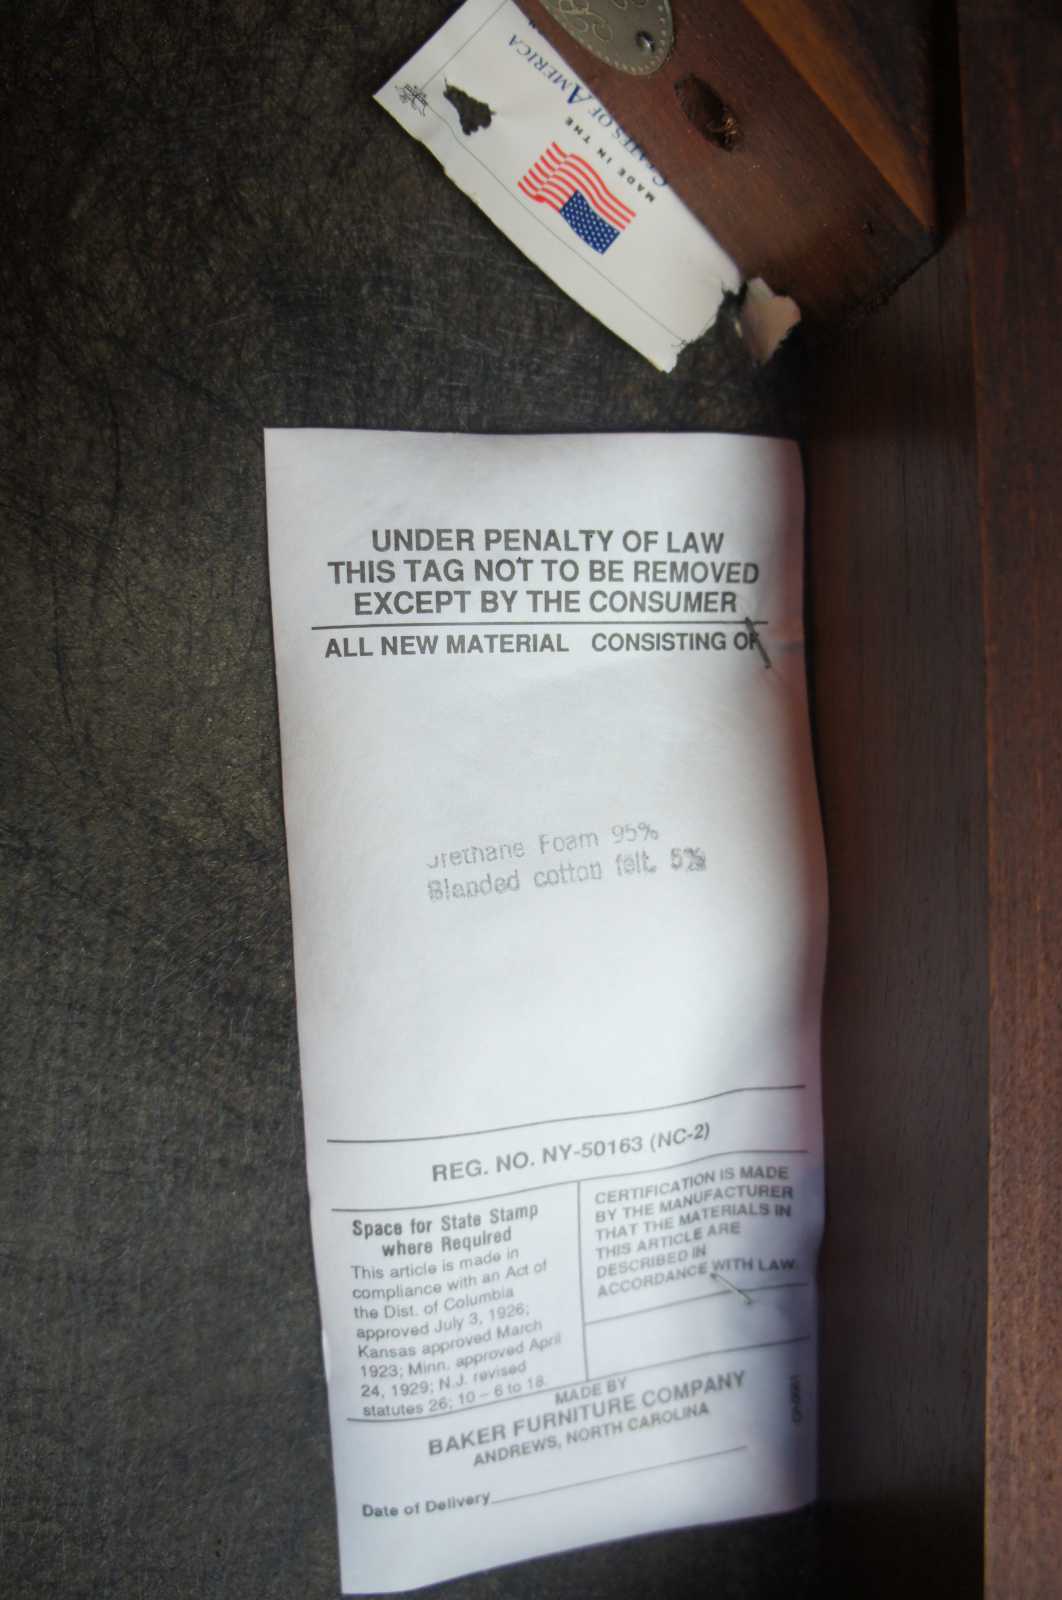 MADE IN THE
STATES OF AMERICA
UNDER PENALTY OF LAW
THIS TAG NOT TO BE REMOVED
EXCEPT BY THE CONSUMER
ALL NEW MATERIAL CONSISTING OF
Urethane Foam 95%
Blended cotton felt. 5%
REG. NO. NY-50163 (NC-2)
Space for State Stamp
where Required
This article is made in
compliance with an Act of
the Dist. of Columbia
approved July 3, 1926;
Kansas approved March
1923; Minn. approved April
24, 1929; N.J. revised
statutes 26; 10 – 6 to 18.
CERTIFICATION IS MADE
BY THE MANUFACTURER
THAT THE MATERIALS IN
THIS ARTICLE ARE
DESCRIBED IN
ACCORDANCE WITH LAW.
MADE BY
BAKER FURNITURE COMPANY
ANDREWS, NORTH CAROLINA
Date of Delivery